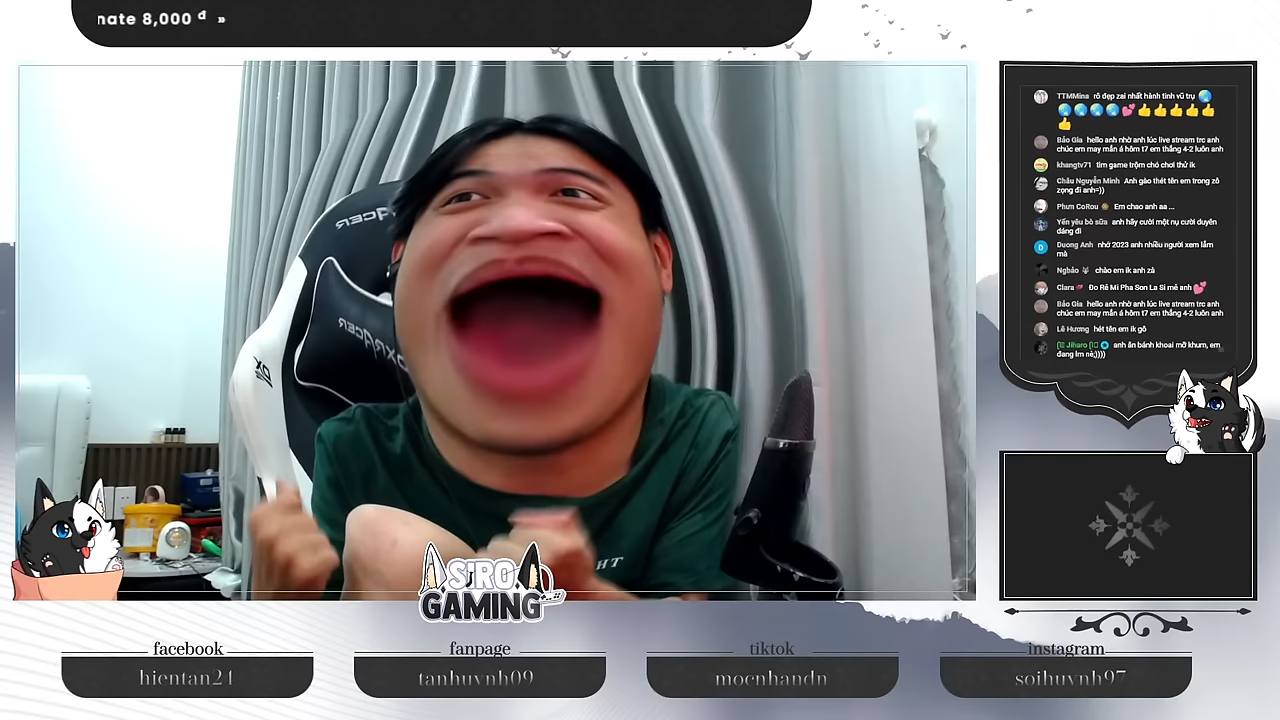 nate 8,000 đ »
TTMMina rô đẹp zai nhất hành tinh vũ trụ 🌏
🌏🌏🌏🌏💕👍👍👍👍👍
👍
Bảo Gia hello anh nhờ anh lúc live stream trc anh
chúc em may mắn á hôm t7 em thắng 4-2 luôn anh
khangtv71 tìm game trộm chó chơi thử ik
Châu Nguyễn Minh Anh gào thét tên em trong zô
zọng đi anh=))
Phưn CoRou Em chao anh aa ...
Yến yêu bò sữa anh hãy cười một nụ cười duyên
dáng đi
Duong Anh nhớ 2023 anh nhiều người xem lắm
mà
Ngbảo chào em ik anh zà
Clara Đo Rê Mi Pha Son La Si mê anh 💕
Bảo Gia hello anh nhờ anh lúc live stream trc anh
chúc em may mắn á hôm t7 em thắng 4-2 luôn anh
Lê Hương hét tên em ik gô
Jiharo anh ăn bánh khoai mỡ khum, em
đang lm nè;))))
SIRO
GAMING
facebook
hientan24
fanpage
tanhuynh09
tiktok
mocnhandn
instagram
soihuynh97